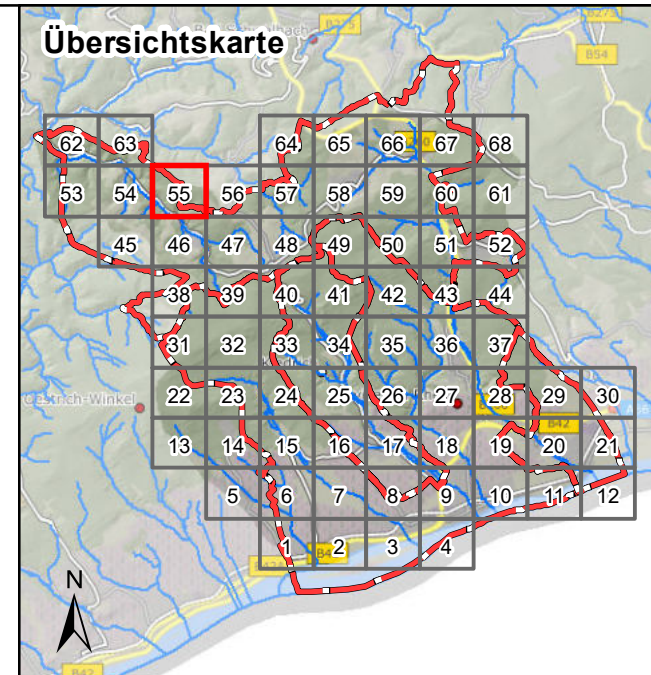 Übersichtskarte
B275
B54
62 63 64 65 66 67 68
53 54 55 56 57 58 59 60 61
45 46 47 48 49 50 51 52
38 39 40 41 42 43 44
31 32 33 34 35 36 37
22 23 24 25 26 27 28 29 30
Oestrich-Winkel
B42
13 14 15 16 17 18 19 20 21
5 6 7 8 9 10 11 12
1 2 3 4
N
B42